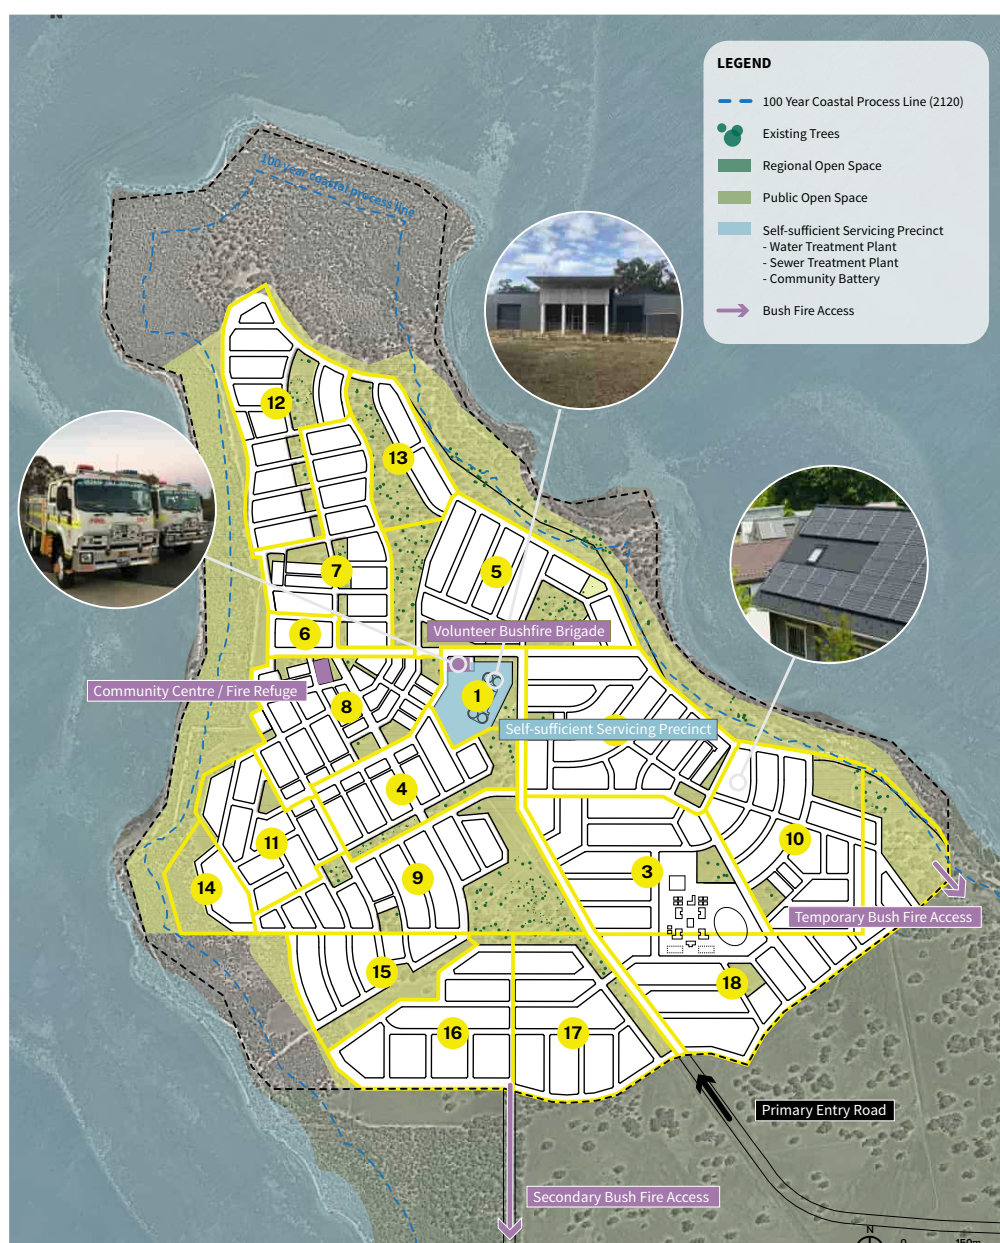 N
LEGEND
100 Year Coastal Process Line (2120)
Existing Trees
Regional Open Space
Public Open Space
Self-sufficient Servicing Precinct
- Water Treatment Plant
- Sewer Treatment Plant
- Community Battery
Bush Fire Access
100 year coastal process line
12
13
7
5
6
Volunteer Bushfire Brigade
Community Centre / Fire Refuge
1
8
Self-sufficient Servicing Precinct
4
11
10
3
9
14
Temporary Bush Fire Access
15
18
16
17
Primary Entry Road
Secondary Bush Fire Access
N
0 150m